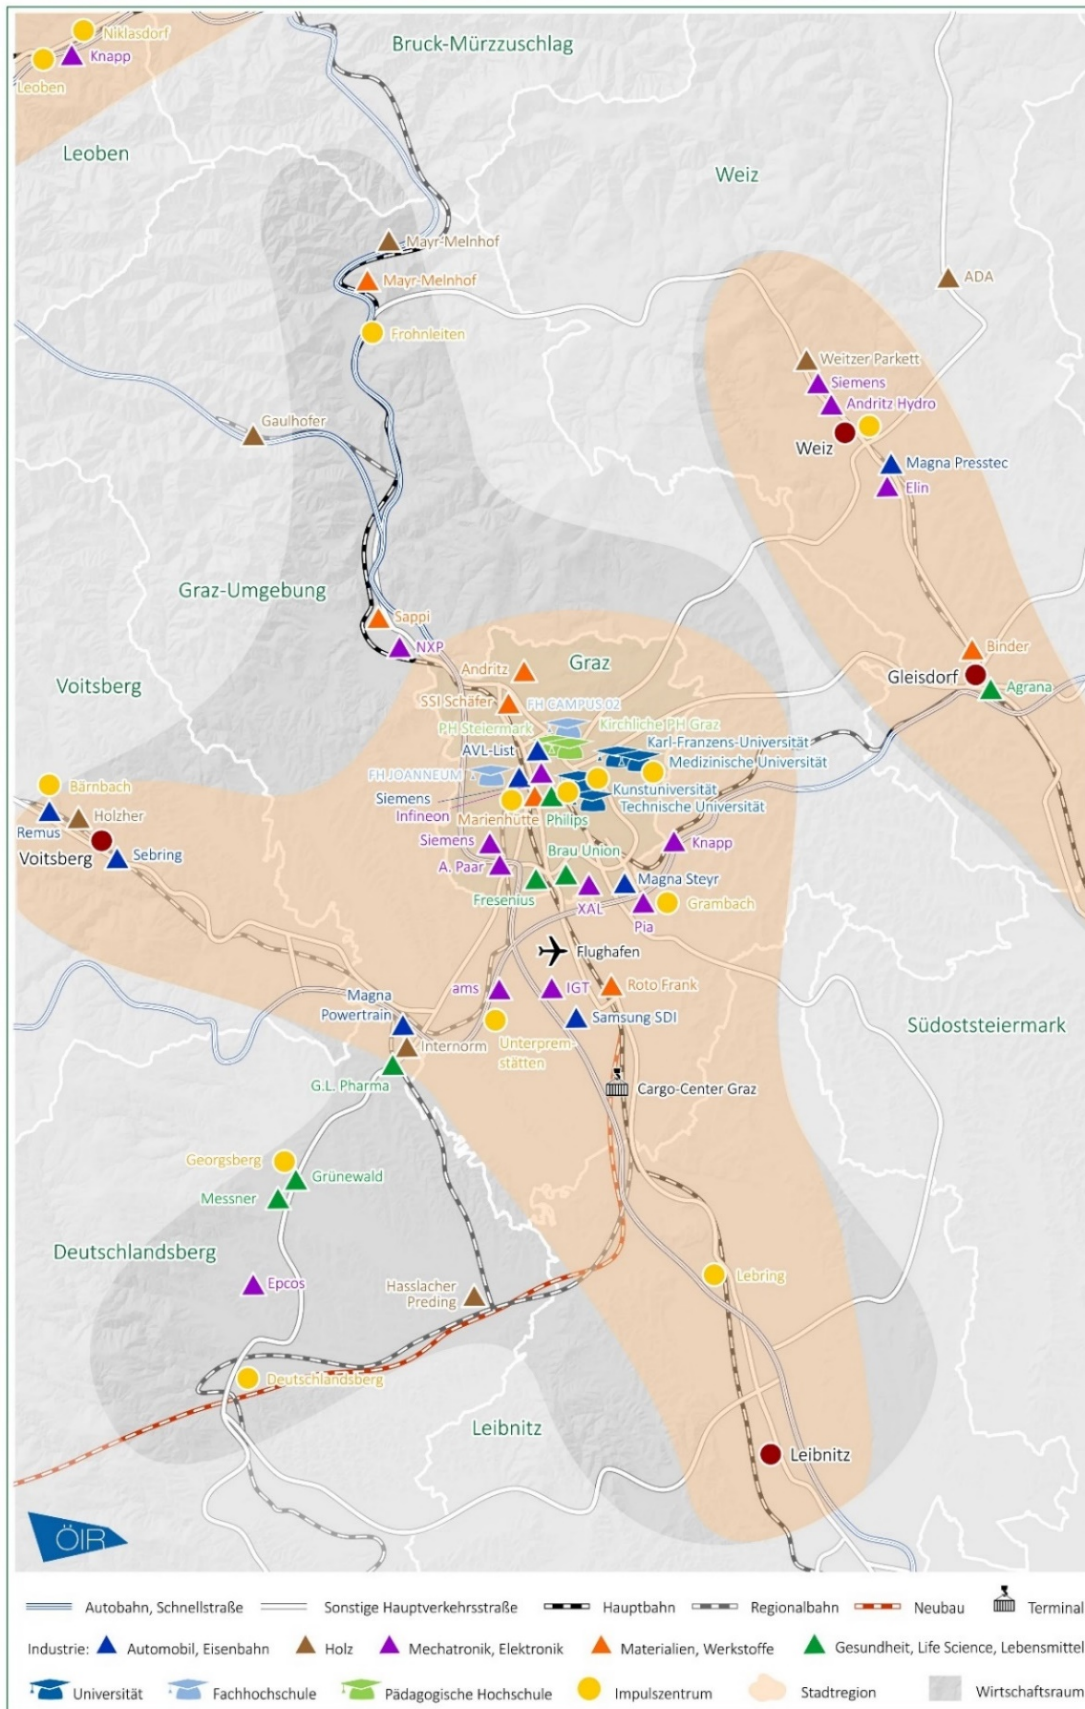 Niklasdorf
Bruck-Mürzzuschlag
Knapp
Leoben
Leoben
Weiz
Mayr-Melnhof
ADA
Mayr-Melnhof
Frohnleiten
Weitzer Parkett
Siemens
Andritz Hydro
Gaulhofer
Weiz
Magna Presstec
Elin
Graz-Umgebung
Sappi
NXP
Binder
Graz
Andritz
Gleisdorf
Voitsberg
Agrana
SSI Schäfer
FH CAMPUS 02
PH Steiermark
Kirchliche PH Graz
Karl-Franzens-Universität
AVL-List
Medizinische Universität
FH JOANNEUM
Bärnbach
Kunstuniversität
Siemens
Technische Universität
Infineon
Marienhütte
Philips
Holzher
Remus
Siemens
Knapp
Voitsberg
Sebring
Brau Union
A. Paar
Magna Steyr
Fresenius
XAL
Grambach
Pia
Flughafen
ams
IGT
Roto Frank
Magna
Powertrain
Samsung SDI
Südoststeiermark
Internorm
Unterprem-
stätten
G.L. Pharma
Cargo-Center Graz
Georgsberg
Grünewald
Messner
Deutschlandsberg
Epcos
Hasslacher
Preding
Lebring
Deutschlandsberg
Leibnitz
Leibnitz
ÖIR
Autobahn, Schnellstraße
Sonstige Hauptverkehrsstraße
Hauptbahn
Regionalbahn
Neubau
Terminal
Industrie:
Automobil, Eisenbahn
Holz
Mechatronik, Elektronik
Materialien, Werkstoffe
Gesundheit, Life Science, Lebensmittel
Universität
Fachhochschule
Pädagogische Hochschule
Impulszentrum
Stadtregion
Wirtschaftsraum